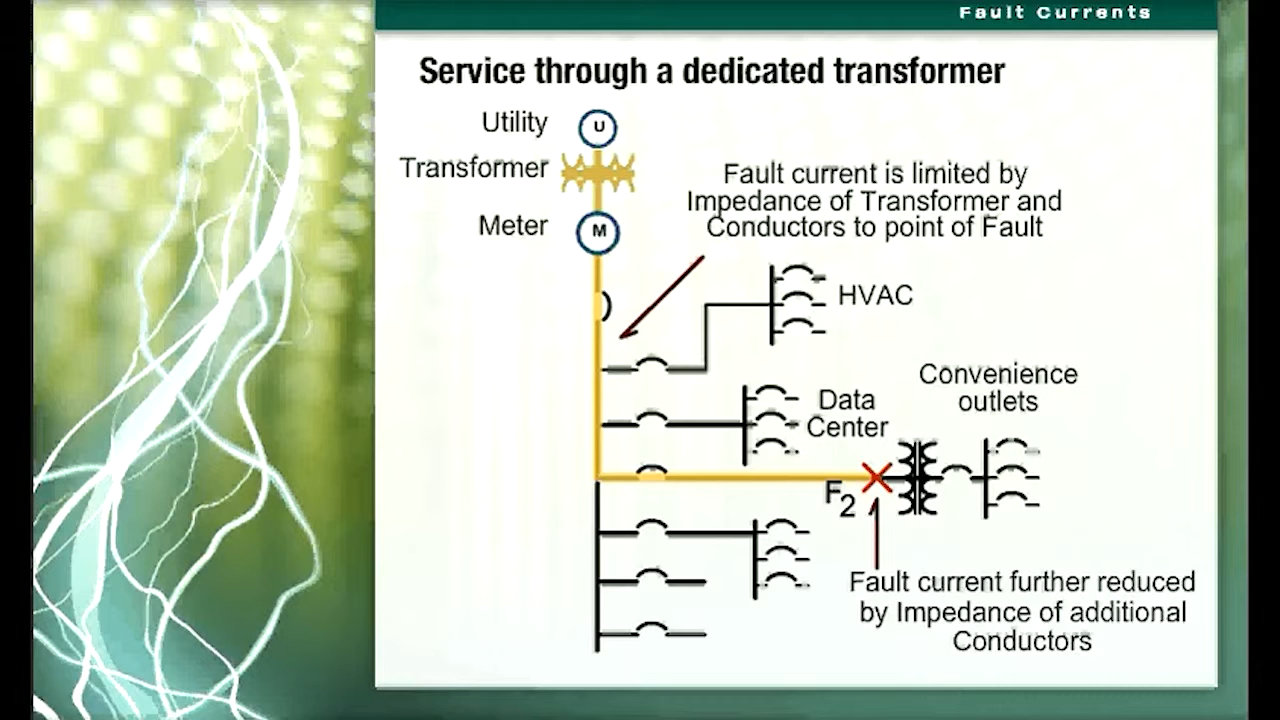 Fault Currents
Service through a dedicated transformer
Utility
U
Transformer
Meter
M
Fault current is limited by
Impedance of Transformer and
Conductors to point of Fault
HVAC
Data
Center
Convenience
outlets
F2
Fault current further reduced
by Impedance of additional
Conductors